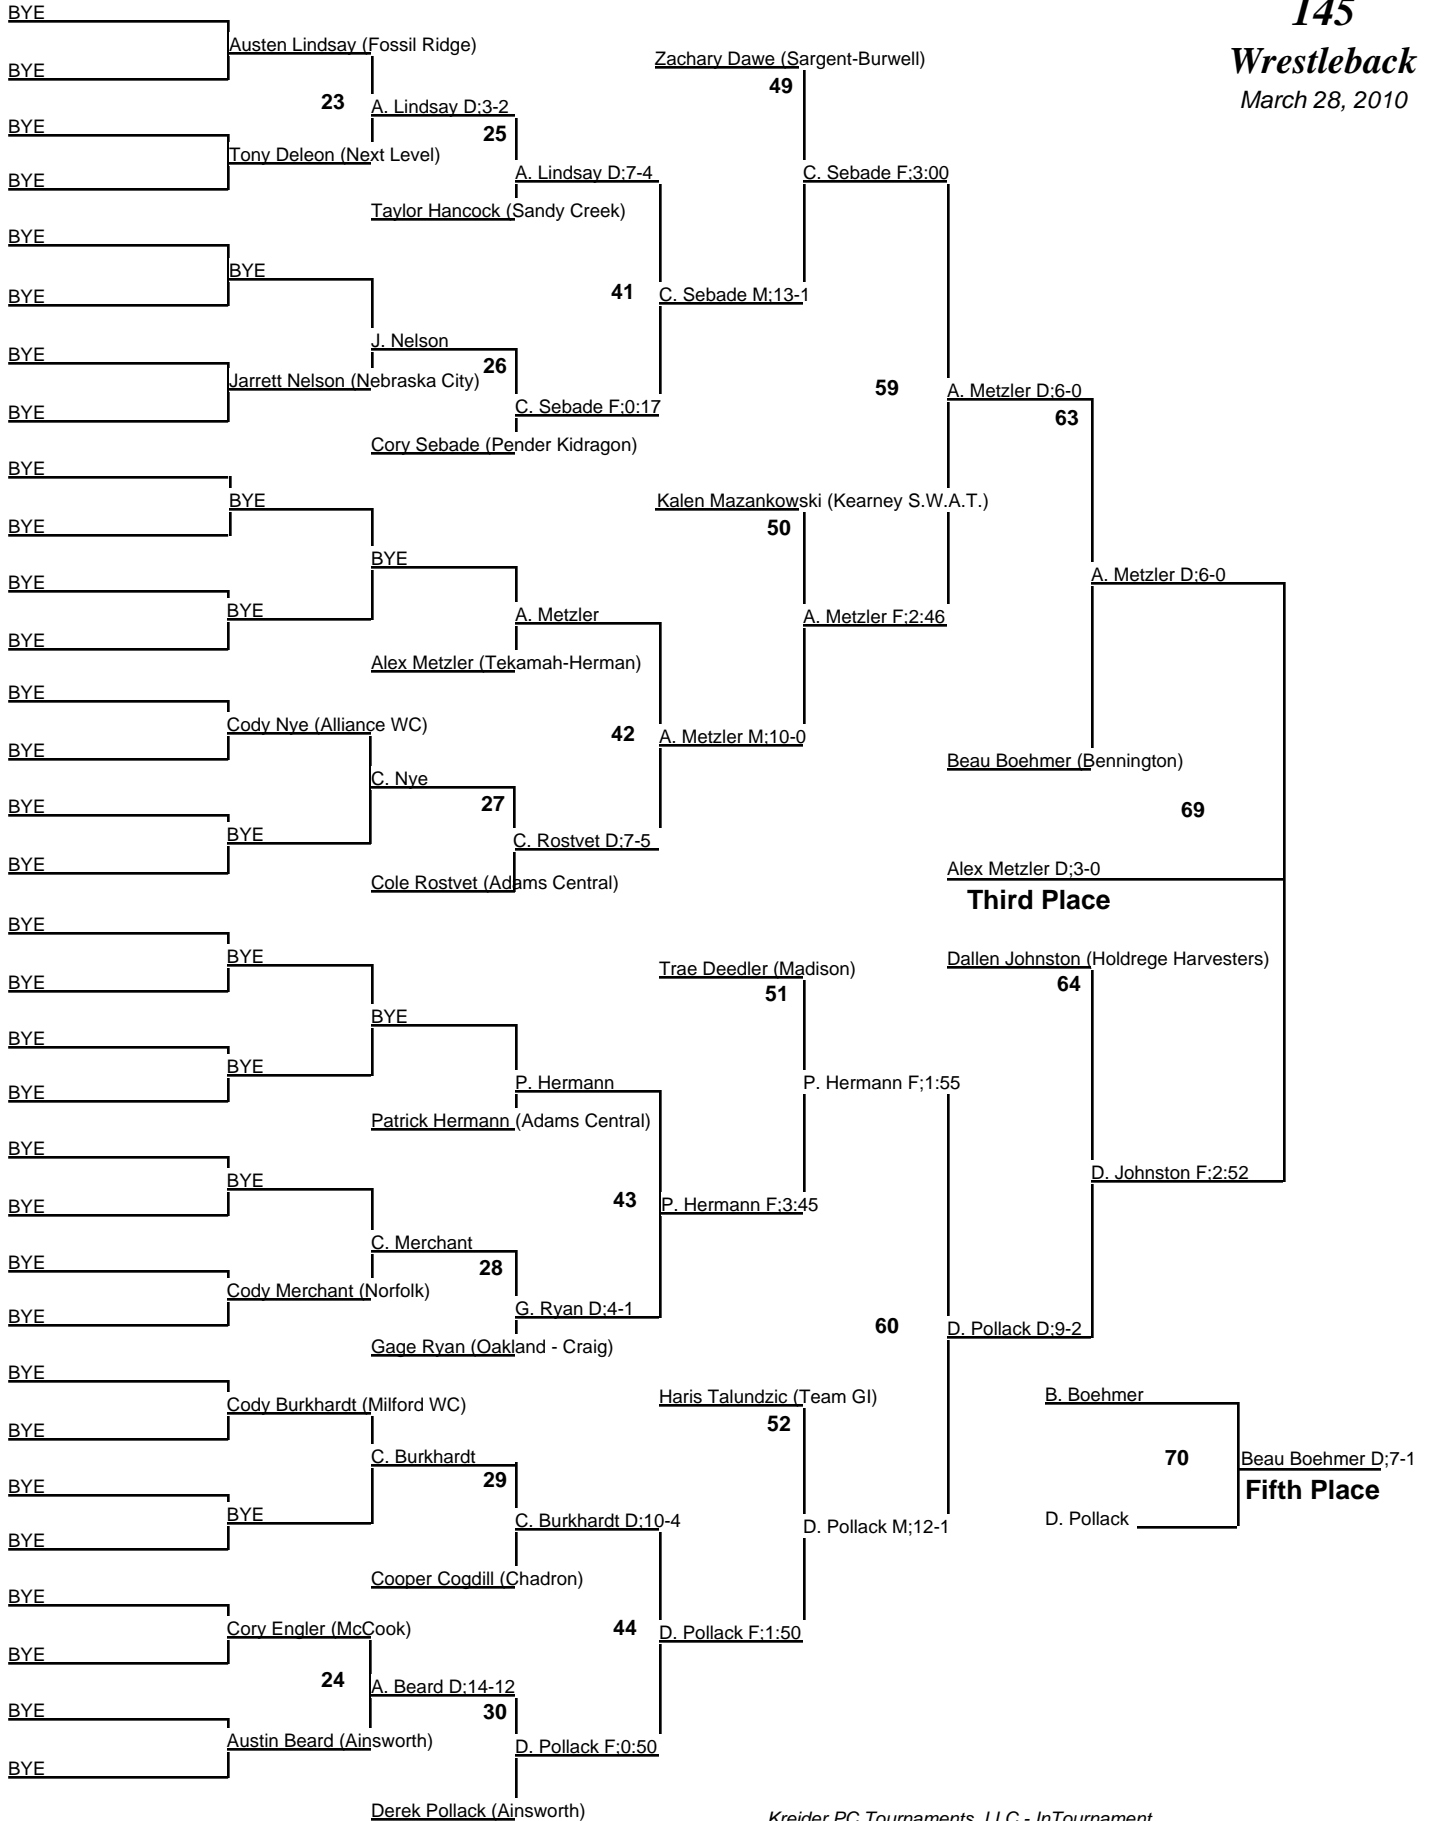 145
Wrestleback
March 28, 2010
BYE
Austen Lindsay (Fossil Ridge)
Zachary Dawe (Sargent-Burwell)
BYE
49
23
A. Lindsay D;3-2
BYE
25
Tony Deleon (Next Level)
A. Lindsay D;7-4
C. Sebade F;3:00
BYE
Taylor Hancock (Sandy Creek)
BYE
BYE
41
C. Sebade M;13-1
BYE
J. Nelson
BYE
26
Jarrett Nelson (Nebraska City)
59
A. Metzler D;6-0
C. Sebade F;0:17
BYE
63
Cory Sebade (Pender Kidragon)
BYE
BYE
Kalen Mazankowski (Kearney S.W.A.T.)
BYE
50
BYE
A. Metzler D;6-0
BYE
BYE
A. Metzler
A. Metzler F;2:46
BYE
Alex Metzler (Tekamah-Herman)
BYE
Cody Nye (Alliance WC)
42
A. Metzler M;10-0
BYE
Beau Boehmer (Bennington)
C. Nye
BYE
27
69
BYE
C. Rostvet D;7-5
BYE
Alex Metzler D;3-0
Cole Rostvet (Adams Central)
Third Place
BYE
BYE
Trae Deedler (Madison)
Dallen Johnston (Holdrege Harvesters)
BYE
51
64
BYE
BYE
BYE
P. Hermann
P. Hermann F;1:55
BYE
Patrick Hermann (Adams Central)
BYE
BYE
D. Johnston F;2:52
BYE
43
P. Hermann F;3:45
C. Merchant
BYE
28
Cody Merchant (Norfolk)
BYE
G. Ryan D;4-1
60
D. Pollack D;9-2
Gage Ryan (Oakland - Craig)
BYE
Cody Burkhardt (Milford WC)
Haris Talundzic (Team GI)
B. Boehmer
BYE
52
C. Burkhardt
70
Beau Boehmer D;7-1
BYE
29
Fifth Place
BYE
C. Burkhardt D;10-4
D. Pollack M;12-1
D. Pollack
BYE
Cooper Cogdill (Chadron)
BYE
Cory Engler (McCook)
44
D. Pollack F;1:50
BYE
24
A. Beard D;14-12
BYE
30
Austin Beard (Ainsworth)
D. Pollack F;0:50
BYE
Derek Pollack (Ainsworth)
Kreider PC Tournaments, LLC - InTournament